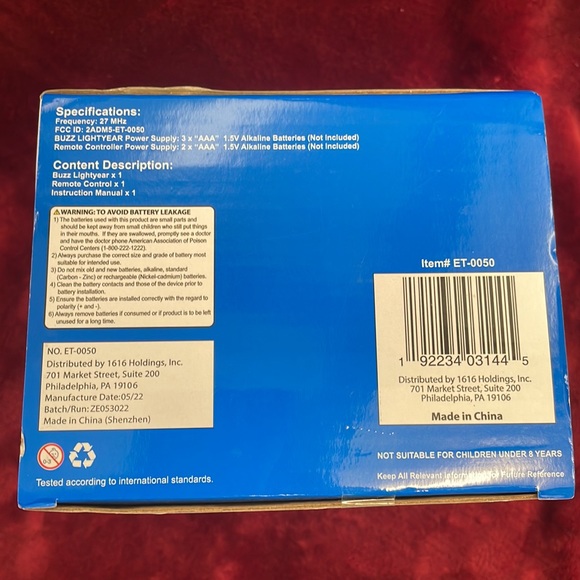 Specifications:
Frequency: 27 MHz
FCC ID: 2ADM5-ET-0050
BUZZ LIGHTYEAR Power Supply: 3 x "AAA" 1.5V Alkaline Batteries (Not Included)
Remote Controller Power Supply: 2 x "AAA" 1.5V Alkaline Batteries (Not Included)
Content Description:
Buzz Lightyear x 1
Remote Control x 1
Instruction Manual x 1
⚠WARNING: TO AVOID BATTERY LEAKAGE
1) The batteries used with this product are small parts and
should be kept away from small children who still put things
in their mouths. If they are swallowed, promptly see a doctor
and have the doctor phone American Association of Poison
Control Centers (1-800-222-1222).
2) Always purchase the correct size and grade of battery most
suitable for intended use.
3) Do not mix old and new batteries, alkaline, standard
(Carbon - Zinc) or rechargeable (Nickel-cadmium) batteries.
4) Clean the battery contacts and those of the device prior to
battery installation.
5) Ensure the batteries are installed correctly with the regard to
polarity (+ and -).
6) Always remove batteries if consumed or if product is to be left
unused for a long time.
NO. ET-0050
Distributed by 1616 Holdings, Inc.
701 Market Street, Suite 200
Philadelphia, PA 19106
Manufacture Date:05/22
Batch/Run: ZE053022
Made in China (Shenzhen)
0-3
Tested according to international standards.
Item# ET-0050
1 92234 03144 5
Distributed by 1616 Holdings, Inc.
701 Market Street, Suite 200
Philadelphia, PA 19106
Made in China
NOT SUITABLE FOR CHILDREN UNDER 8 YEARS
Keep All Relevant Information For Future Reference